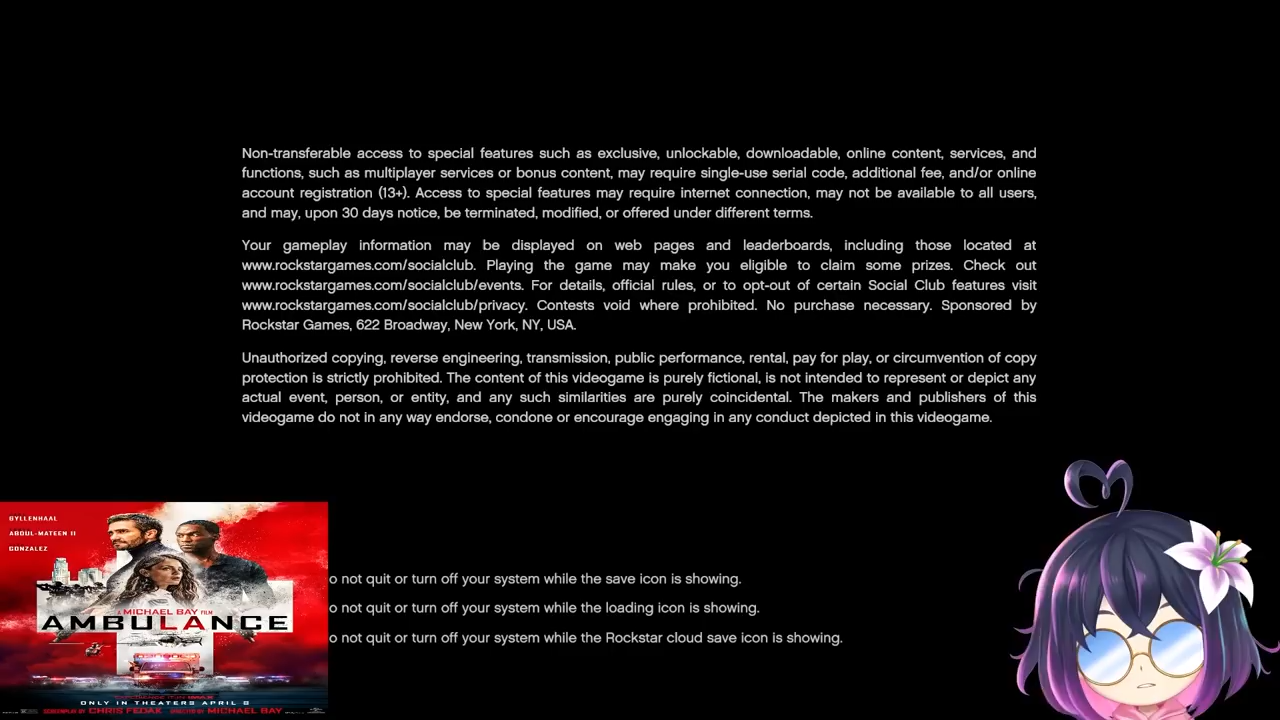 Non-transferable access to special features such as exclusive, unlockable, downloadable, online content, services, and
functions, such as multiplayer services or bonus content, may require single-use serial code, additional fee, and/or online
account registration (13+). Access to special features may require internet connection, may not be available to all users,
and may, upon 30 days notice, be terminated, modified, or offered under different terms.
Your gameplay information may be displayed on web pages and leaderboards, including those located at
www.rockstargames.com/socialclub. Playing the game may make you eligible to claim some prizes. Check out
www.rockstargames.com/socialclub/events. For details, official rules, or to opt-out of certain Social Club features visit
www.rockstargames.com/socialclub/privacy. Contests void where prohibited. No purchase necessary. Sponsored by
Rockstar Games, 622 Broadway, New York, NY, USA.
Unauthorized copying, reverse engineering, transmission, public performance, rental, pay for play, or circumvention of copy
protection is strictly prohibited. The content of this videogame is purely fictional, is not intended to represent or depict any
actual event, person, or entity, and any such similarities are purely coincidental. The makers and publishers of this
videogame do not in any way endorse, condone or encourage engaging in any conduct depicted in this videogame.
GYLLENHAAL
ABDUL-MATEEN II
GONZALEZ
o not quit or turn off your system while the save icon is showing.
o not quit or turn off your system while the loading icon is showing.
o not quit or turn off your system while the Rockstar cloud save icon is showing.
A MICHAEL BAY FILM
AMBULANCE
EXPERIENCE IT IN IMAX
ONLY IN THEATERS APRIL 8
SCREENPLAY BY CHRIS FEDAK DIRECTED BY MICHAEL BAY